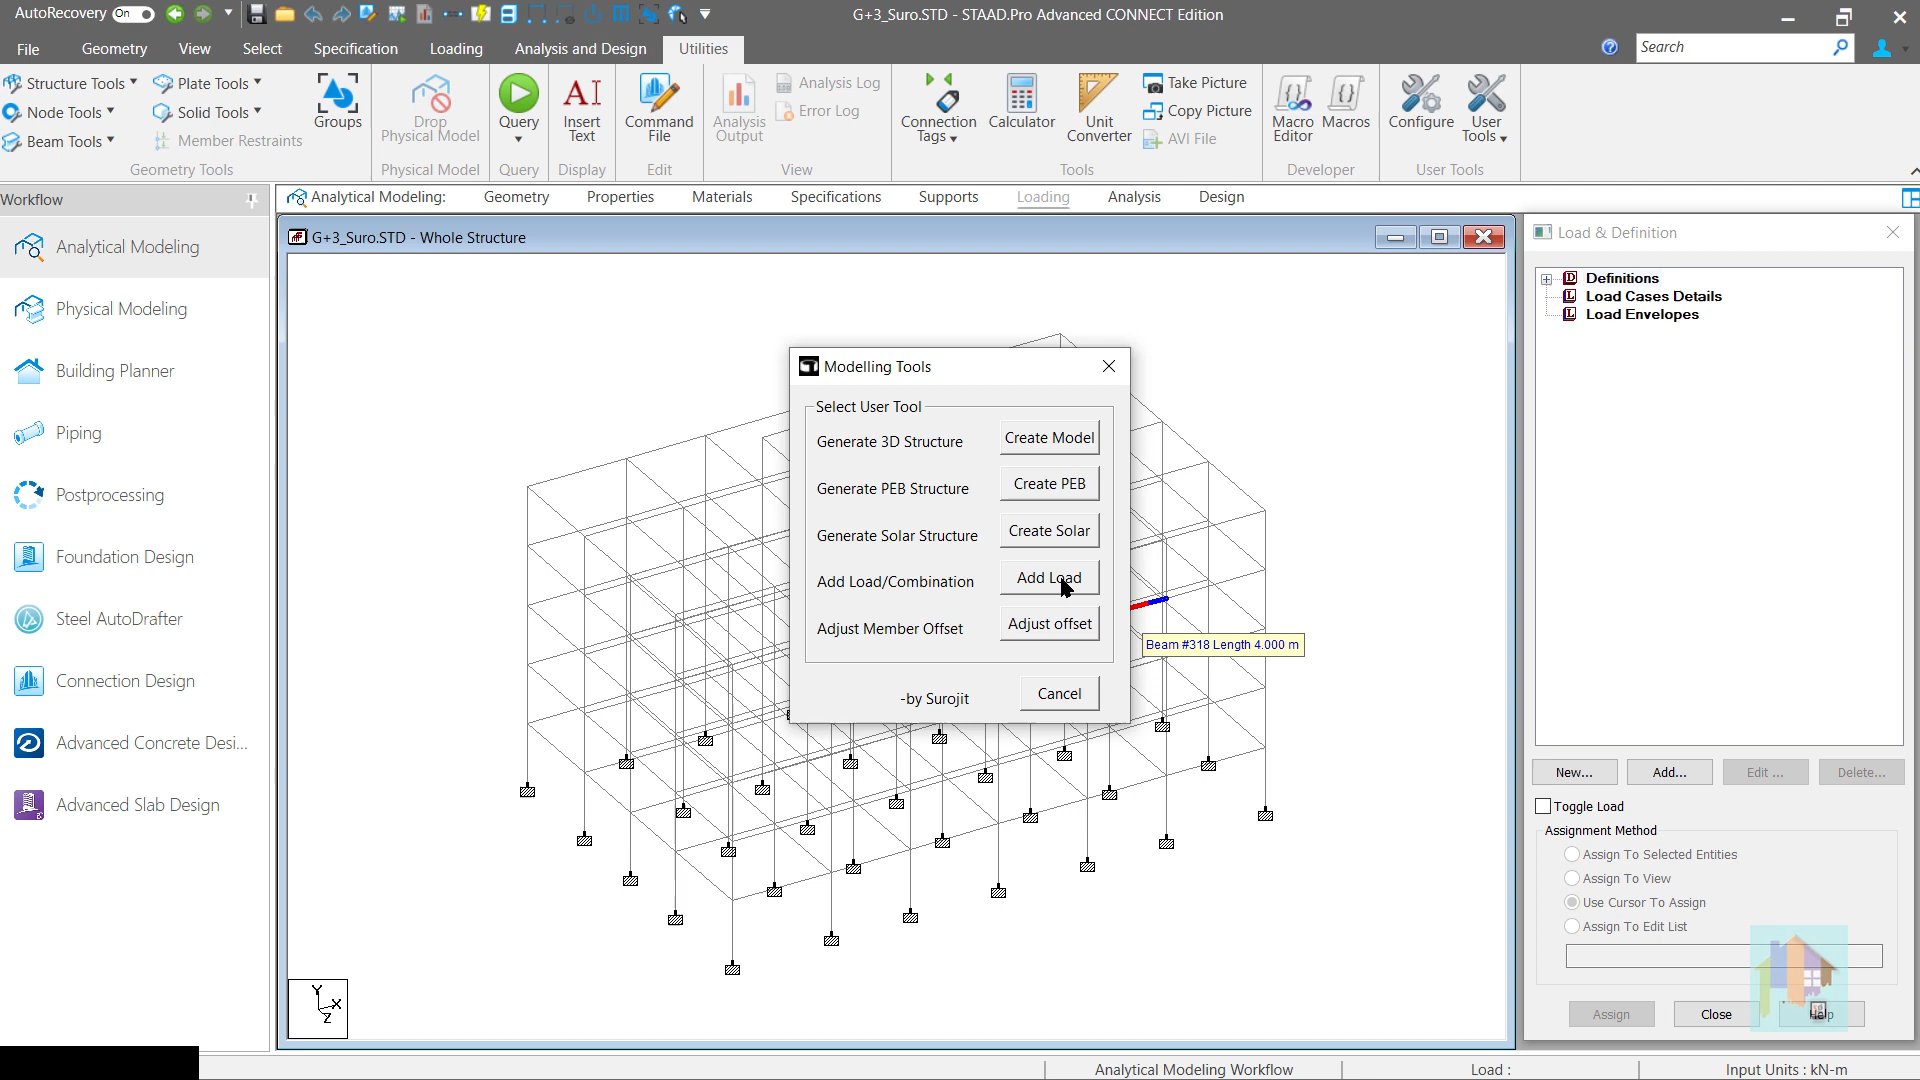 AutoRecovery On
G+3_Suro.STD - STAAD.Pro Advanced CONNECT Edition
File Geometry View Select Specification Loading Analysis and Design Utilities
Search
Structure Tools Plate Tools
Node Tools Solid Tools
Beam Tools Member Restraints
Geometry Tools
Groups
Drop Physical Model
Physical Model
Query
Query
Insert Text
Display
Command File
Edit
Analysis Output
Analysis Log
Error Log
View
Connection Tags
Calculator
Unit Converter
Take Picture
Copy Picture
AVI File
Tools
Macro Editor
Macros
Developer
Configure
User Tools
User Tools
Workflow
Analytical Modeling: Geometry Properties Materials Specifications Supports Loading Analysis Design
Analytical Modeling
Physical Modeling
Building Planner
Piping
Postprocessing
Foundation Design
Steel AutoDrafter
Connection Design
Advanced Concrete Desi...
Advanced Slab Design
G+3_Suro.STD - Whole Structure
Modelling Tools
Select User Tool
Generate 3D Structure Create Model
Generate PEB Structure Create PEB
Generate Solar Structure Create Solar
Add Load/Combination Add Load
Adjust Member Offset Adjust offset
-by Surojit Cancel
Beam #318 Length 4.000 m
Y
X
Z
Load & Definition
D Definitions
L Load Cases Details
L Load Envelopes
New... Add... Edit ... Delete...
Toggle Load
Assignment Method
Assign To Selected Entities
Assign To View
Use Cursor To Assign
Assign To Edit List
Assign Close Help
Analytical Modeling Workflow Load : Input Units : kN-m